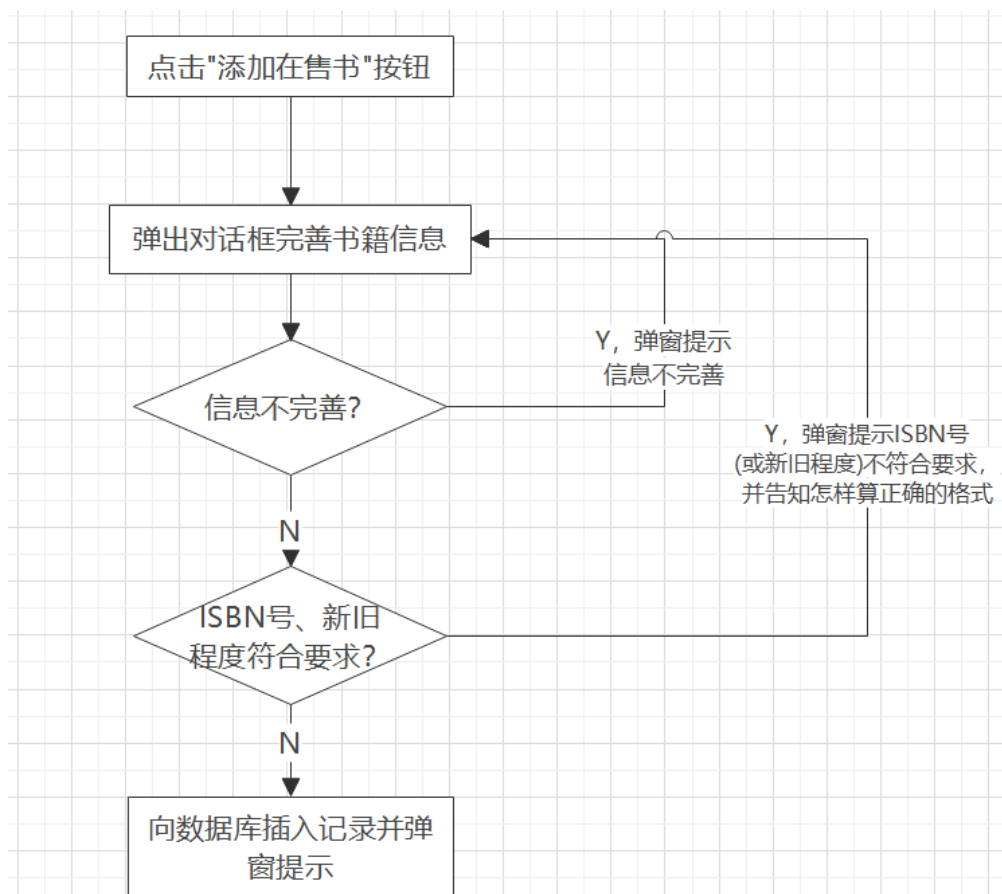 点击"添加在售书"按钮
弹出对话框完善书籍信息
Y，弹窗提示
信息不完善
信息不完善?
Y，弹窗提示ISBN号
(或新旧程度)不符合要求，
并告知怎样算正确的格式
N
ISBN号、新旧
程度符合要求?
N
向数据库插入记录并弹
窗提示